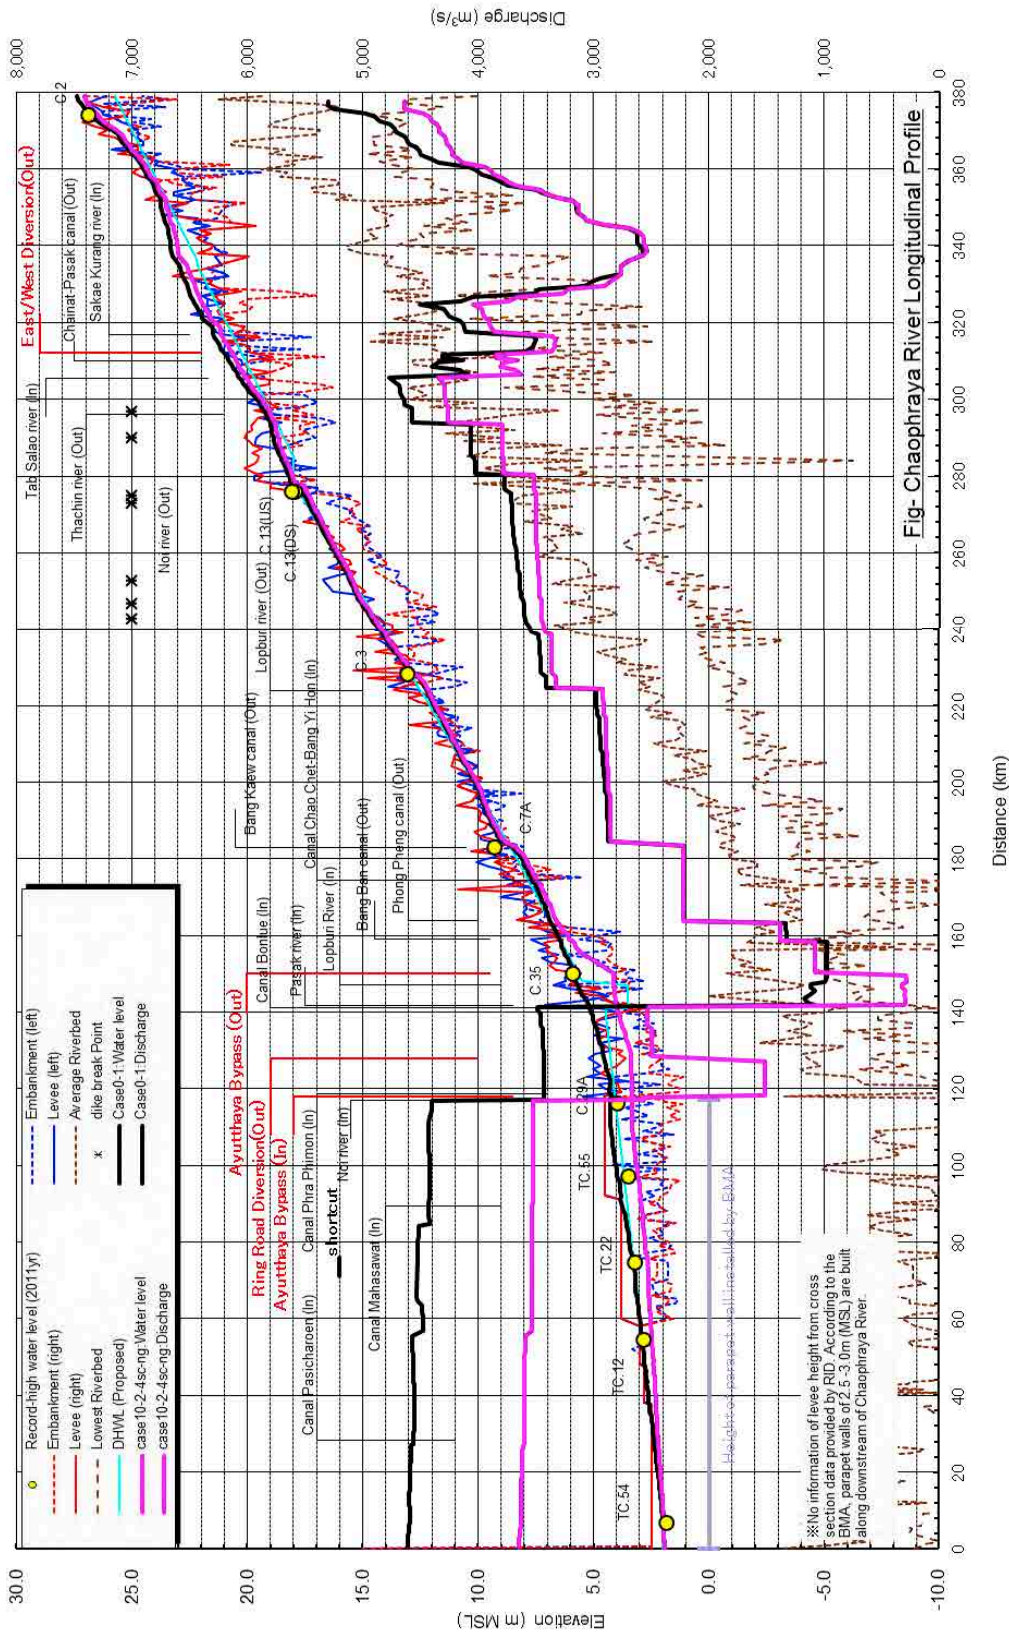 Fig- Chaophraya River Longitudinal Profile
Elevation (m MSL)
30.0
25.0
20.0
15.0
10.0
5.0
0.0
-5.0
-10.0
Discharge (m³/s)
8,000
7,000
6,000
5,000
4,000
3,000
2,000
1,000
0
Distance (km)
0
20
40
60
80
100
120
140
160
180
200
220
240
260
280
300
320
340
360
380
Record-high water level (2011yr)
Embankment (right)
Levee (right)
Lowest Riverbed
DHWL (Proposed)
case10-2-4sc-ng:Water level
case10-2-4sc-ng:Discharge
Embankment (left)
Levee (left)
Average Riverbed
dike break Point
Case0-1:Water level
Case0-1:Discharge
East/West Diversion(Out)
Chainat-Pasak canal (Out)
Sakae Kurang river (In)
Tab Salao river (In)
Thachin river (Out)
Noi river (Out)
Lopburi river (Out)
Bang Kaew canal (Out)
Canal Chao Chet-Bang Yi Hon (In)
Bang Ban canal (Out)
Phong Pheng canal (Out)
Canal Bontue (In)
Pasak river (In)
Lopburi River (In)
Ayutthaya Bypass (Out)
Ring Road Diversion(Out)
Ayutthaya Bypass (In)
Canal Phra Phimon (In)
Noi river (In)
shortcut
Canal Pasicharoen (In)
Canal Mahasawat (In)
C.2
C.13(US)
C.13(DS)
C.3
C.7A
C.35
C.29A
TC.55
TC.22
TC.12
TC.54
Height of parapet wall installed by BMA
※No information of levee height from cross
section data provided by RID. According to the
BMA, parapet walls of 2.5 -3.0m (MSL) are built
along downstream of Chaophraya River.